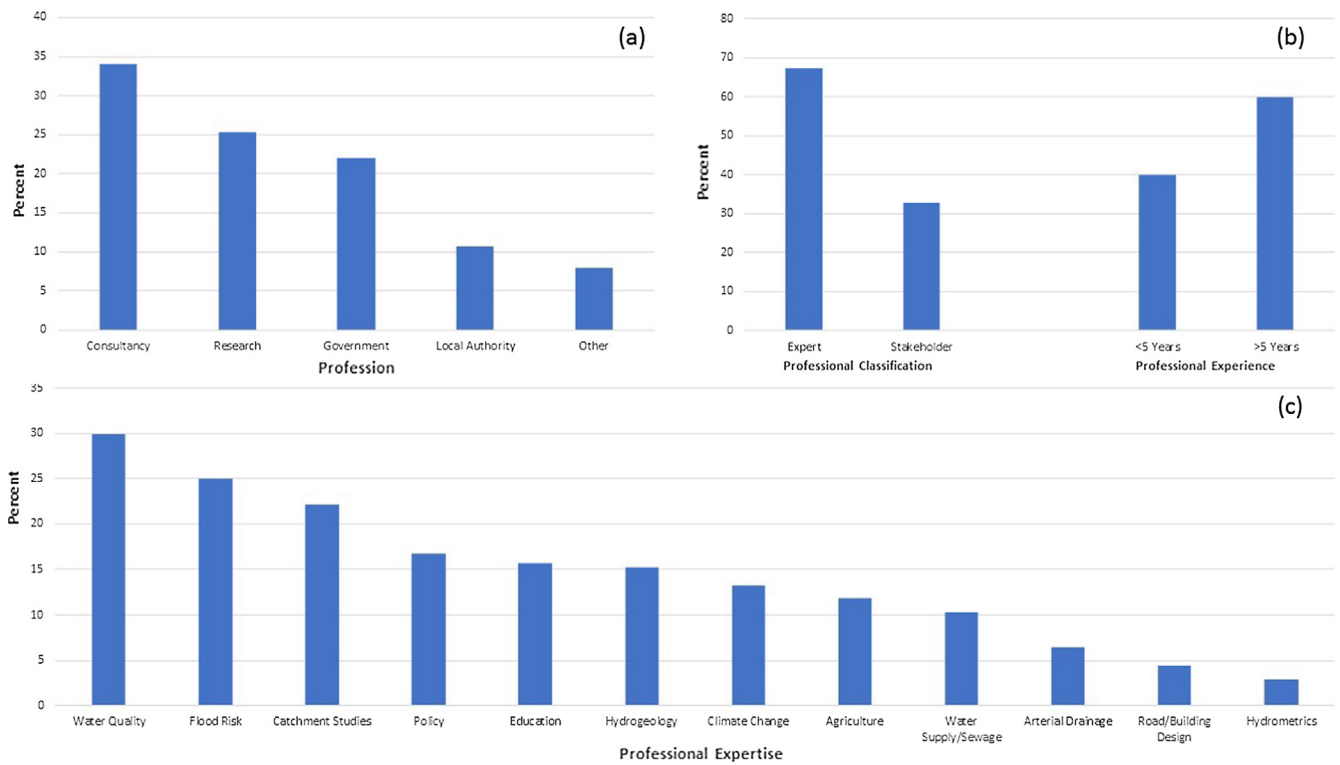 (a)
40
35
30
25
20
15
10
5
0
Percent
Consultancy Research Government Local Authority Other
Profession
(b)
80
70
60
50
40
30
20
10
0
Percent
Expert Stakeholder <5 Years >5 Years
Professional Classification Professional Experience
(c)
35
30
25
20
15
10
5
0
Percent
Water Quality Flood Risk Catchment Studies Policy Education Hydrogeology Climate Change Agriculture Water Arterial Drainage Road/Building Hydrometrics
Supply/Sewage Design
Professional Expertise